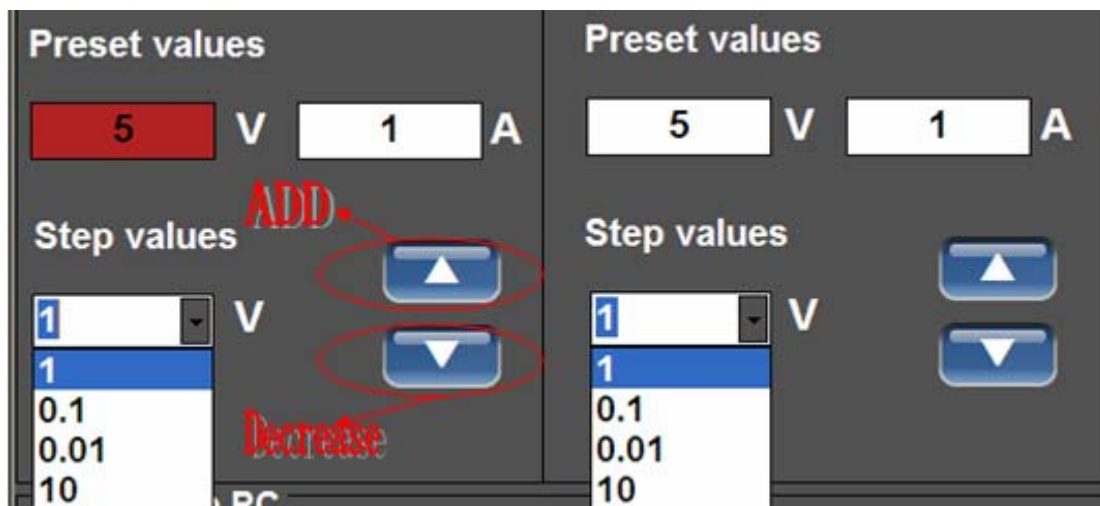 Preset values
5 V 1 A
ADD
Step values
1 V
1
0.1
0.01
10
Decrease
Preset values
5 V 1 A
Step values
1 V
1
0.1
0.01
10
PC